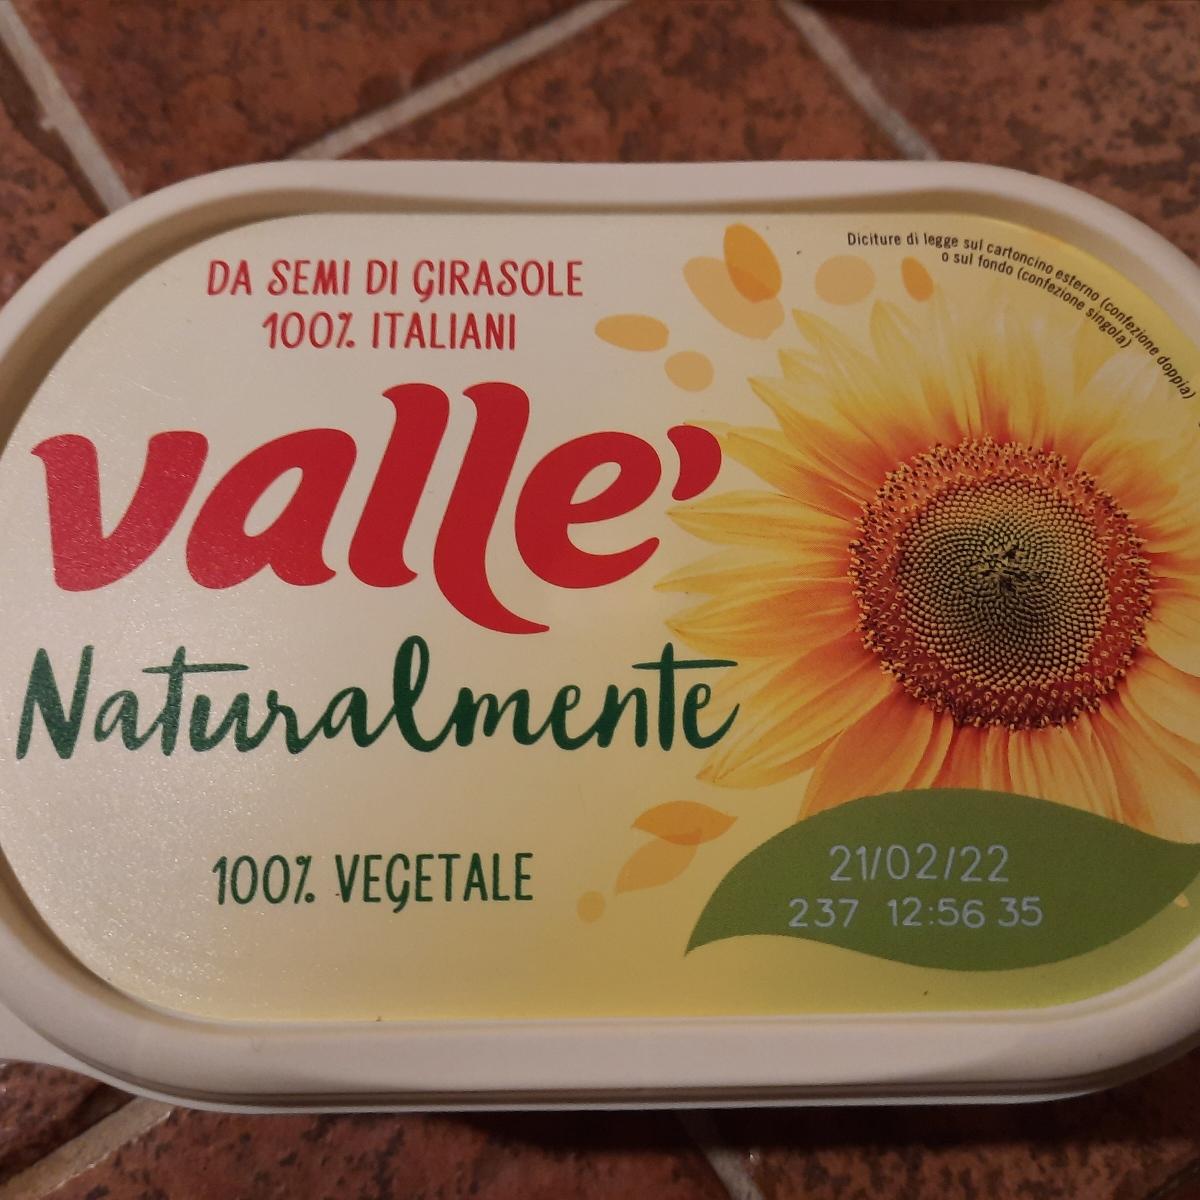 Diciture di legge sul cartoncino esterno (confezione doppia)
o sul fondo (confezione singola)
DA SEMI DI GIRASOLE
100% ITALIANI
valle'
Naturalmente
100% VEGETALE
21/02/22
237 12:56 35